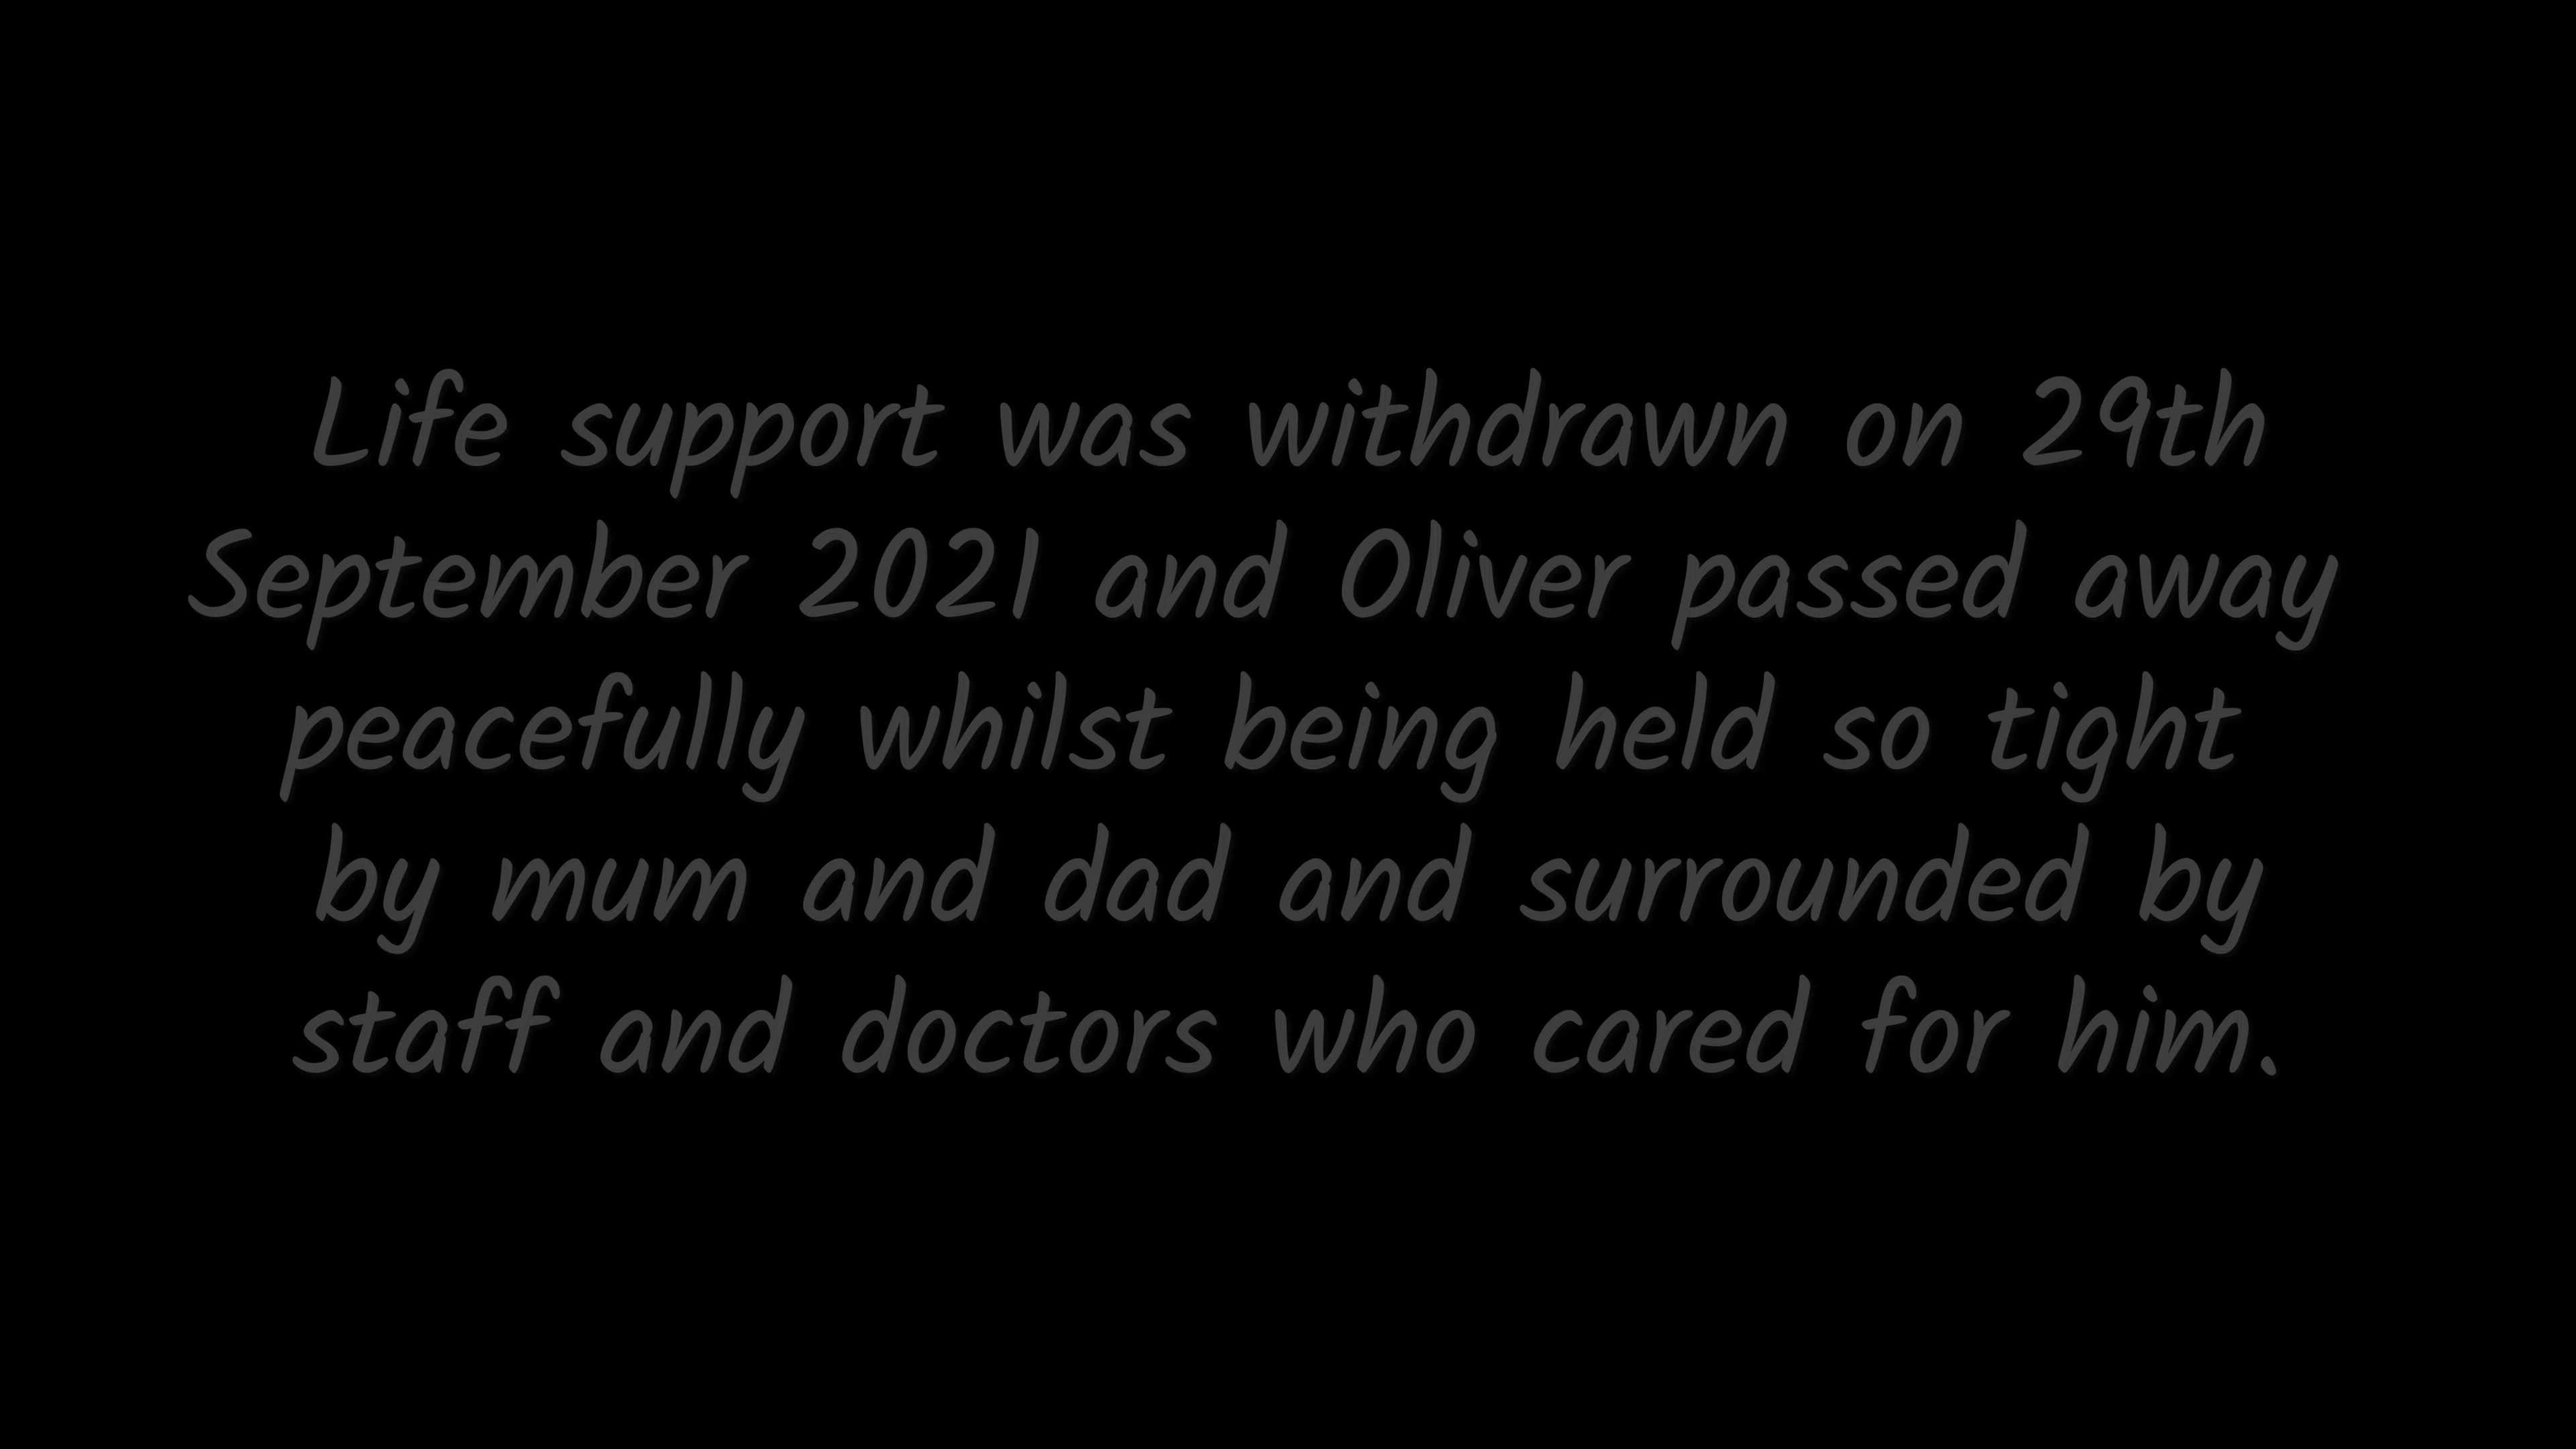 Life support was withdrawn on 29th
September 2021 and Oliver passed away
peacefully whilst being held so tight
by mum and dad and surrounded by
staff and doctors who cared for him.